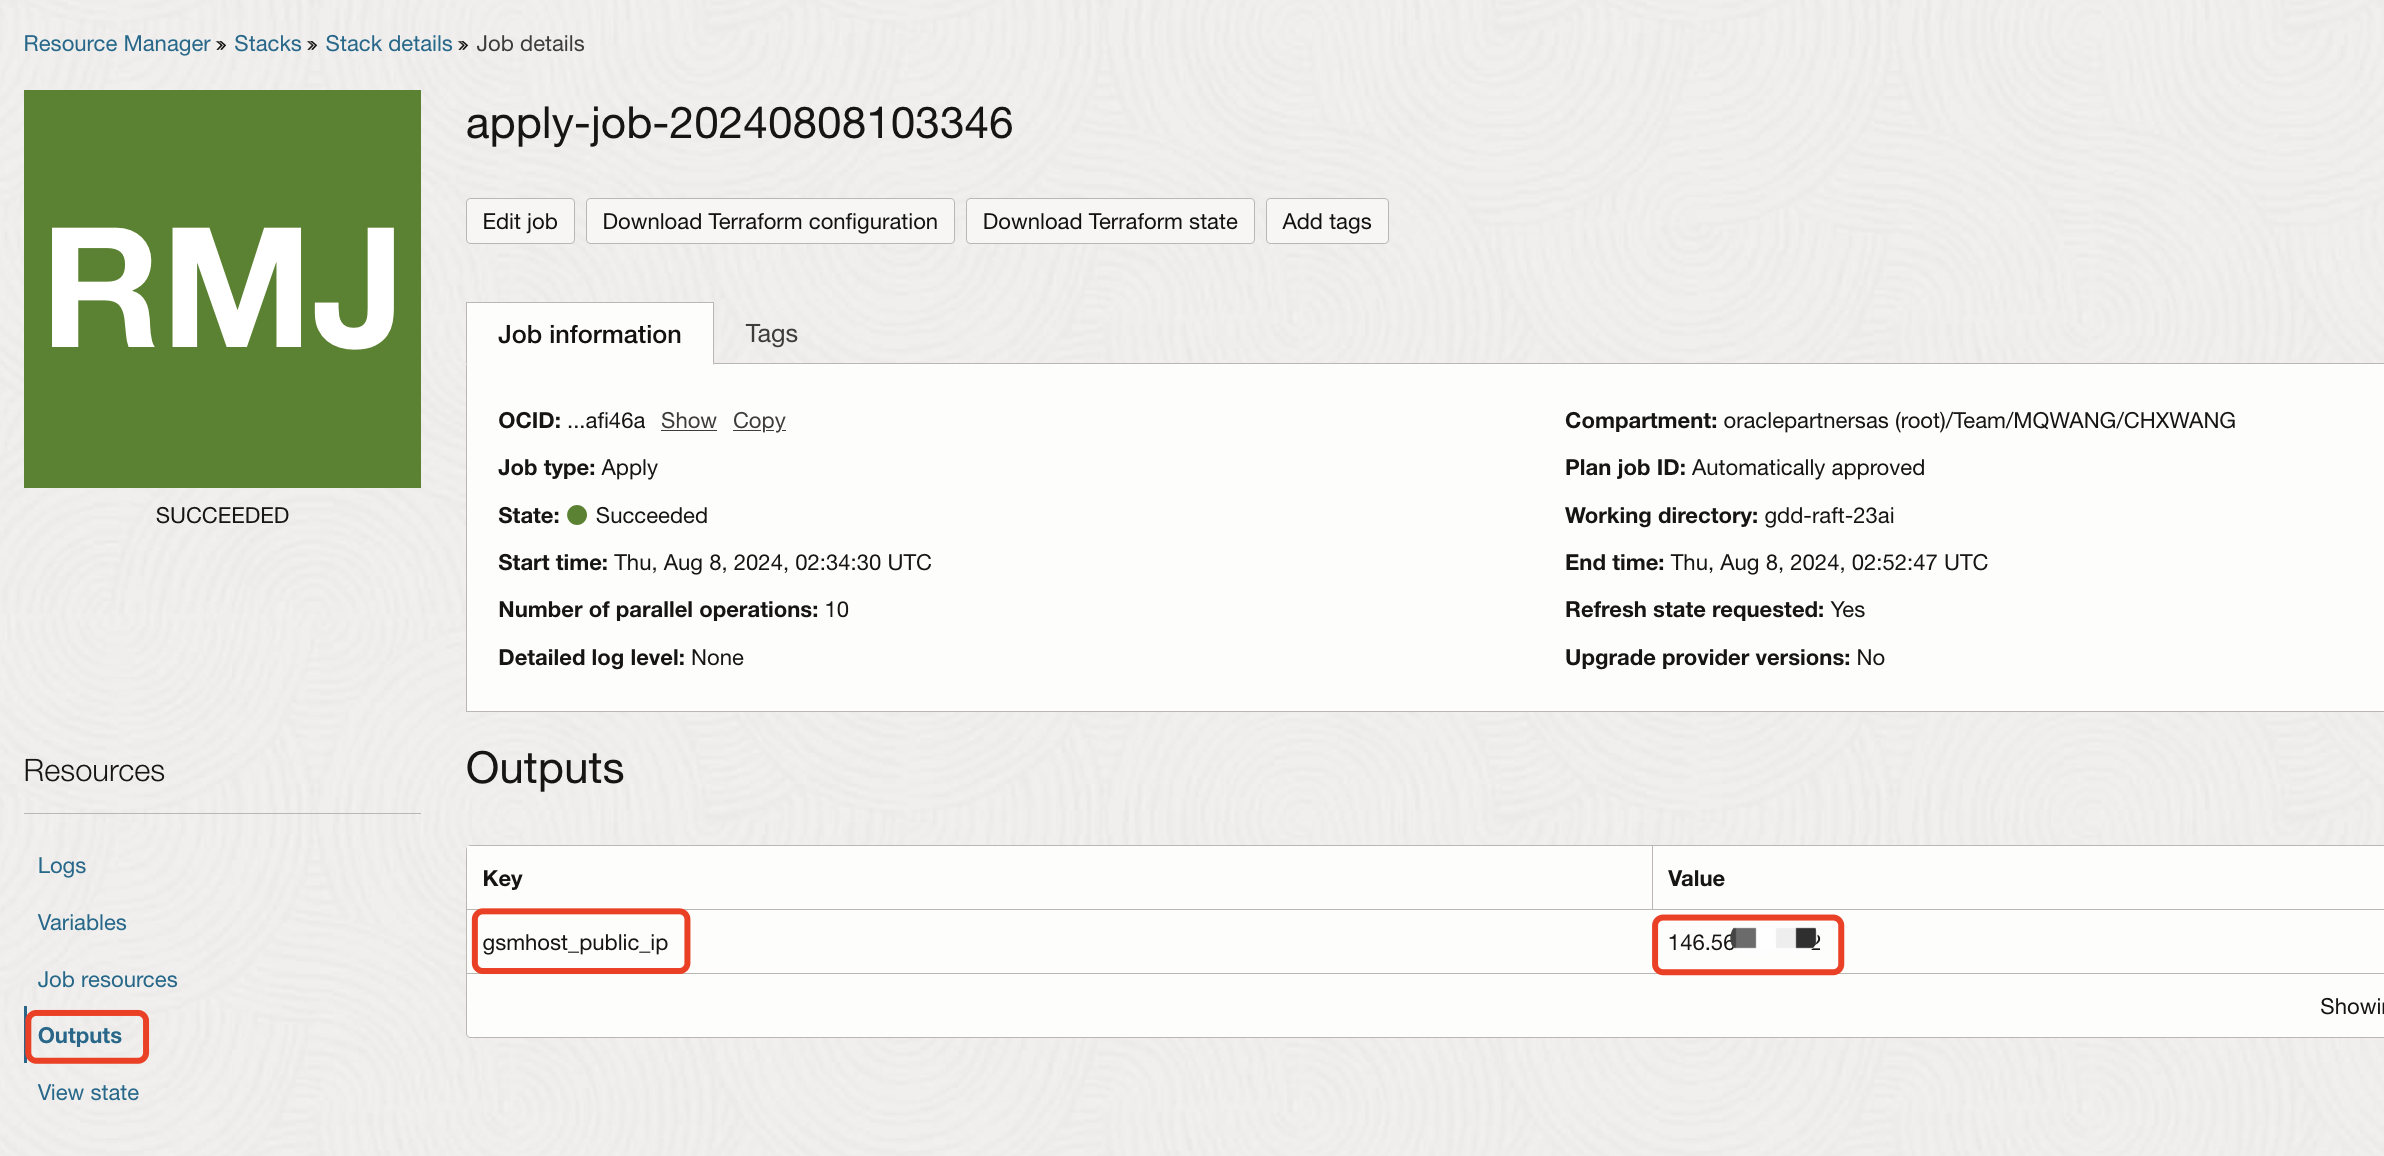 Resource Manager » Stacks » Stack details » Job details
RMJ
SUCCEEDED
apply-job-20240808103346
Edit job
Download Terraform configuration
Download Terraform state
Add tags
Job information
Tags
OCID: ...afi46a Show Copy
Job type: Apply
State: Succeeded
Start time: Thu, Aug 8, 2024, 02:34:30 UTC
Number of parallel operations: 10
Detailed log level: None
Compartment: oraclepartnersas (root)/Team/MQWANG/CHXWANG
Plan job ID: Automatically approved
Working directory: gdd-raft-23ai
End time: Thu, Aug 8, 2024, 02:52:47 UTC
Refresh state requested: Yes
Upgrade provider versions: No
Resources
Logs
Variables
Job resources
Outputs
View state
Outputs
Key
Value
gsmhost_public_ip
146.56